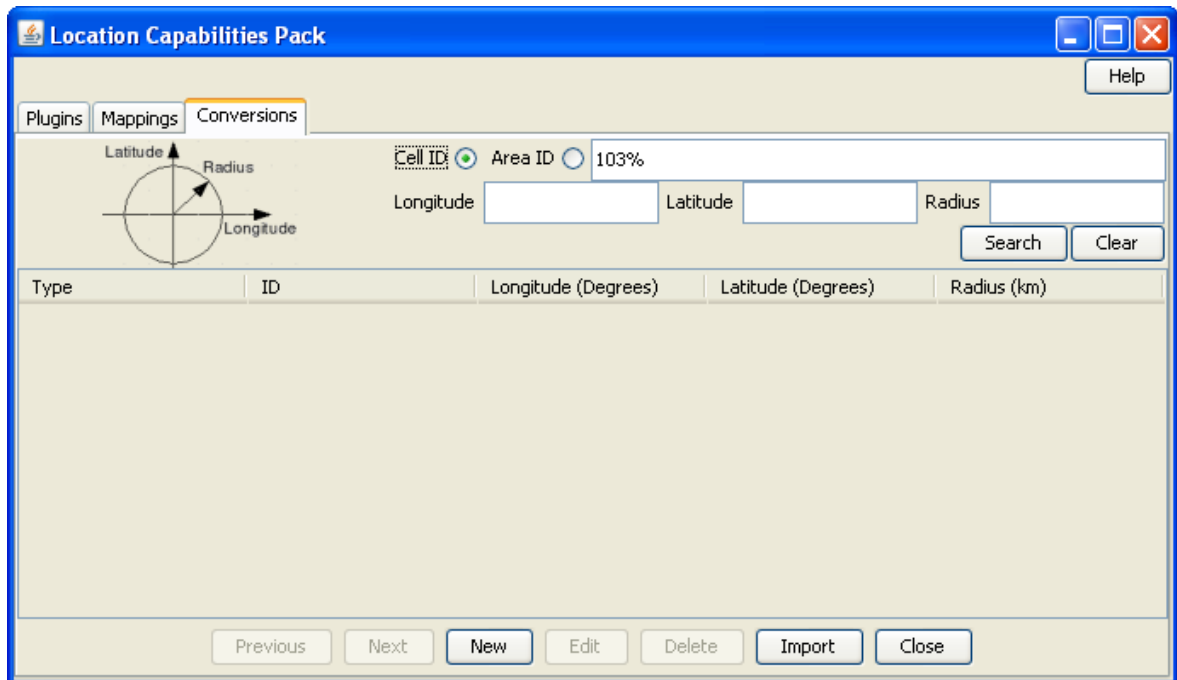 Location Capabilities Pack
Help
Plugins Mappings Conversions
Latitude
Radius
Longitude
Cell ID Area ID 103%
Longitude Latitude Radius
Search Clear
Type ID Longitude (Degrees) Latitude (Degrees) Radius (km)
Previous Next New Edit Delete Import Close